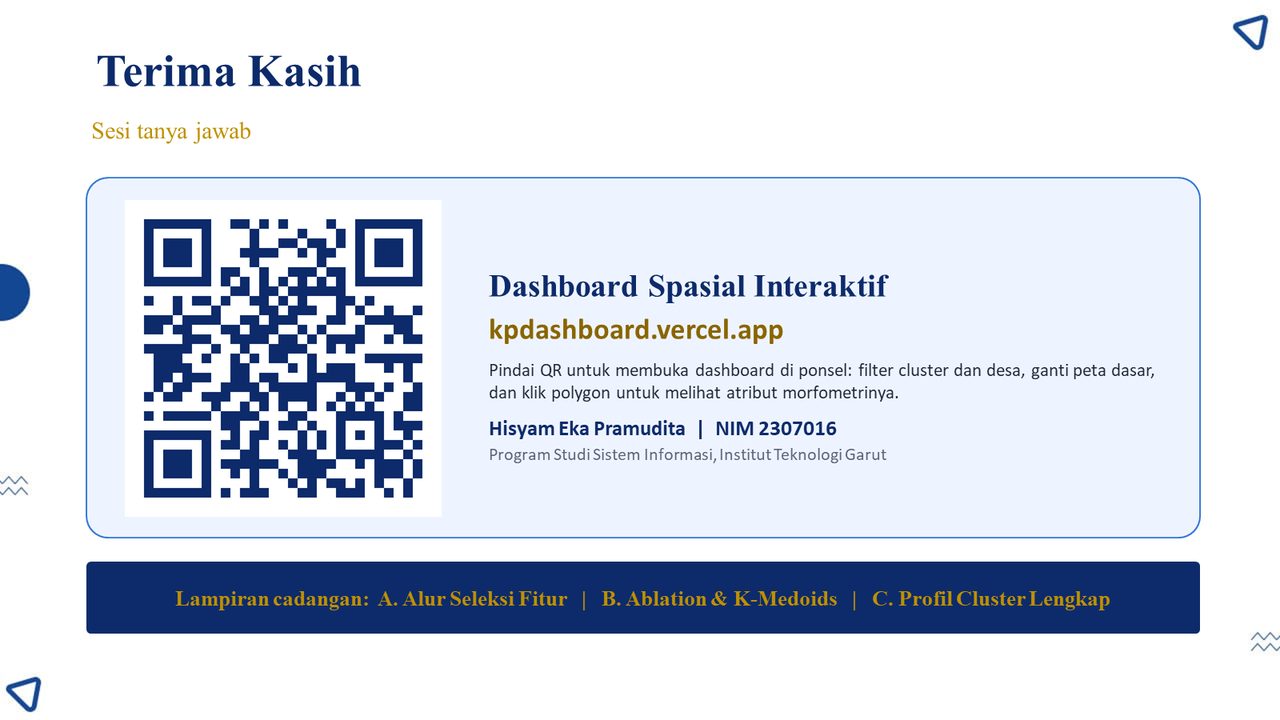 Terima Kasih
Sesi tanya jawab
Dashboard Spasial Interaktif
kpdashboard.vercel.app
Pindai QR untuk membuka dashboard di ponsel: filter cluster dan desa, ganti peta dasar,
dan klik polygon untuk melihat atribut morfometrinya.
Hisyam Eka Pramudita | NIM 2307016
Program Studi Sistem Informasi, Institut Teknologi Garut
Lampiran cadangan: A. Alur Seleksi Fitur | B. Ablation & K-Medoids | C. Profil Cluster Lengkap